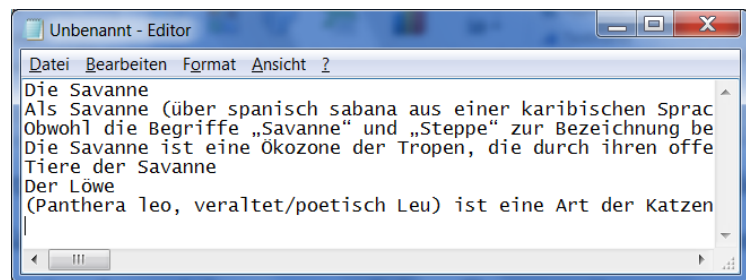 Unbenannt - Editor
Datei Bearbeiten Format Ansicht ?
Die Savanne
Als Savanne (über spanisch sabana aus einer karibischen Sprac
Obwohl die Begriffe „Savanne“ und „Steppe“ zur Bezeichnung be
Die Savanne ist eine Ökozone der Tropen, die durch ihren offe
Tiere der Savanne
Der Löwe
(Panthera leo, veraltet/poetisch Leu) ist eine Art der Katzen